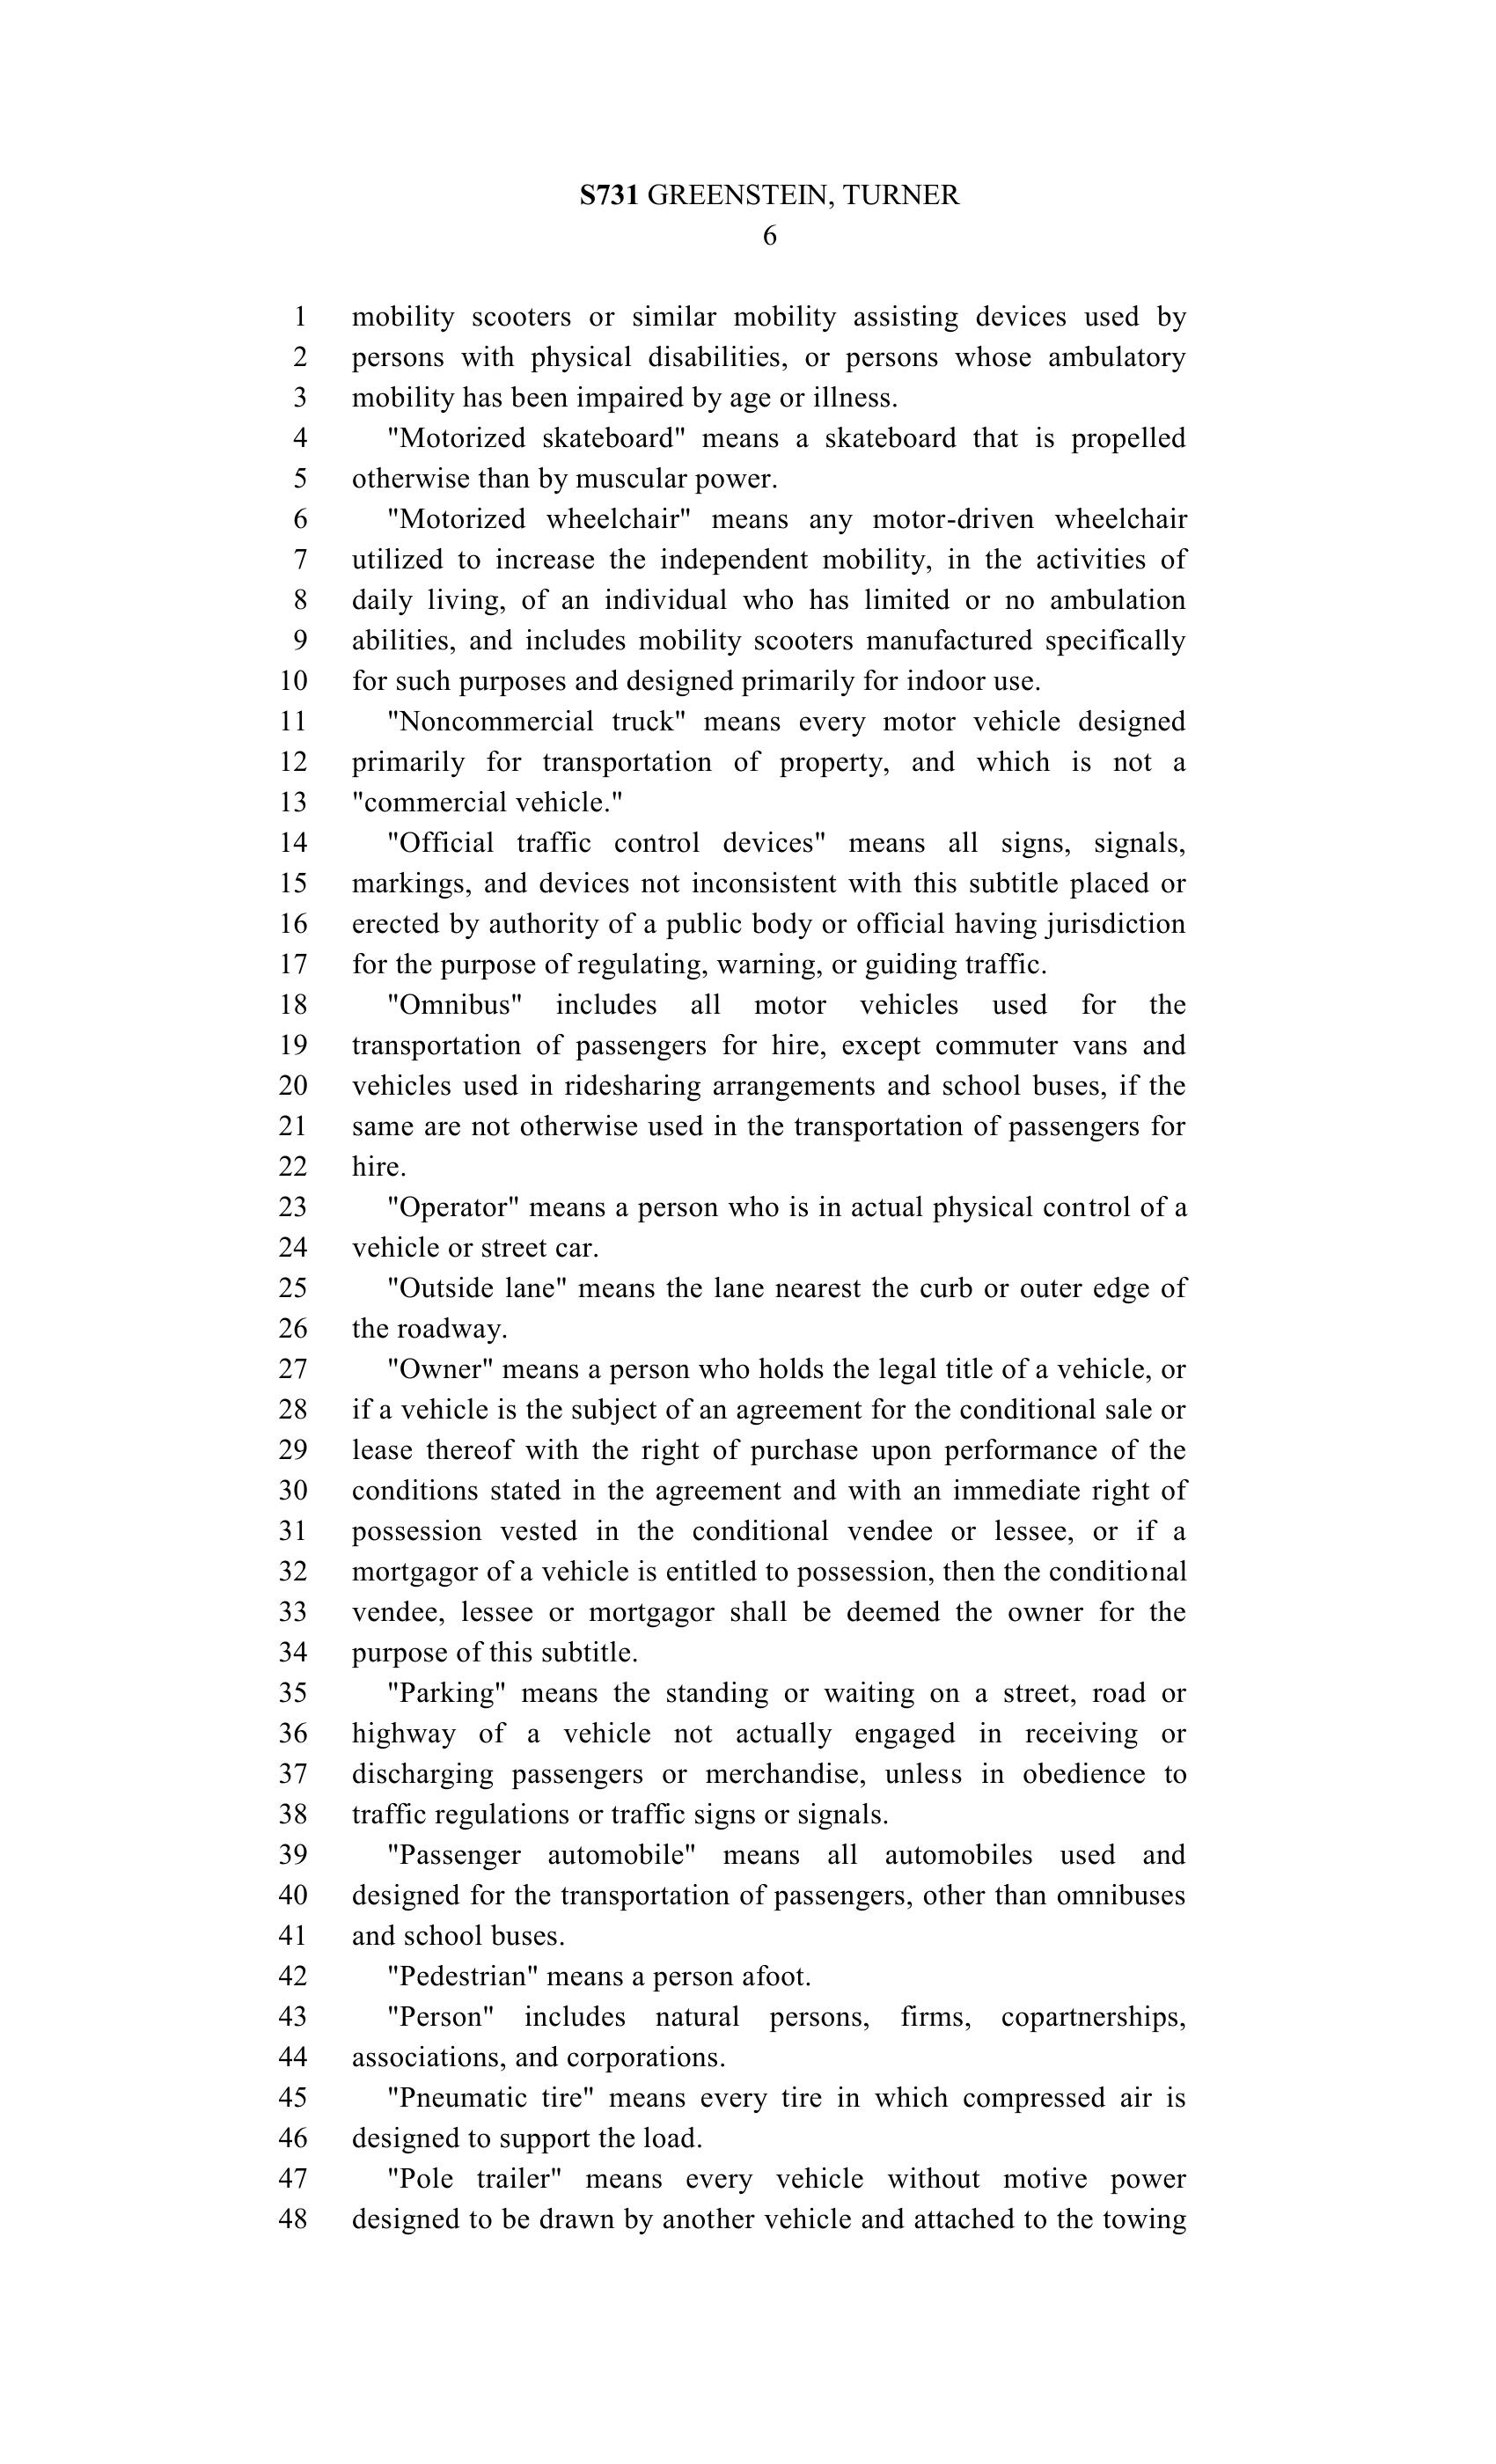 S731 GREENSTEIN, TURNER
6
1 mobility scooters or similar mobility assisting devices used by
2 persons with physical disabilities, or persons whose ambulatory
3 mobility has been impaired by age or illness.
4 "Motorized skateboard" means a skateboard that is propelled
5 otherwise than by muscular power.
6 "Motorized wheelchair" means any motor-driven wheelchair
7 utilized to increase the independent mobility, in the activities of
8 daily living, of an individual who has limited or no ambulation
9 abilities, and includes mobility scooters manufactured specifically
10 for such purposes and designed primarily for indoor use.
11 "Noncommercial truck" means every motor vehicle designed
12 primarily for transportation of property, and which is not a
13 "commercial vehicle."
14 "Official traffic control devices" means all signs, signals,
15 markings, and devices not inconsistent with this subtitle placed or
16 erected by authority of a public body or official having jurisdiction
17 for the purpose of regulating, warning, or guiding traffic.
18 "Omnibus" includes all motor vehicles used for the
19 transportation of passengers for hire, except commuter vans and
20 vehicles used in ridesharing arrangements and school buses, if the
21 same are not otherwise used in the transportation of passengers for
22 hire.
23 "Operator" means a person who is in actual physical control of a
24 vehicle or street car.
25 "Outside lane" means the lane nearest the curb or outer edge of
26 the roadway.
27 "Owner" means a person who holds the legal title of a vehicle, or
28 if a vehicle is the subject of an agreement for the conditional sale or
29 lease thereof with the right of purchase upon performance of the
30 conditions stated in the agreement and with an immediate right of
31 possession vested in the conditional vendee or lessee, or if a
32 mortgagor of a vehicle is entitled to possession, then the conditional
33 vendee, lessee or mortgagor shall be deemed the owner for the
34 purpose of this subtitle.
35 "Parking" means the standing or waiting on a street, road or
36 highway of a vehicle not actually engaged in receiving or
37 discharging passengers or merchandise, unless in obedience to
38 traffic regulations or traffic signs or signals.
39 "Passenger automobile" means all automobiles used and
40 designed for the transportation of passengers, other than omnibuses
41 and school buses.
42 "Pedestrian" means a person afoot.
43 "Person" includes natural persons, firms, copartnerships,
44 associations, and corporations.
45 "Pneumatic tire" means every tire in which compressed air is
46 designed to support the load.
47 "Pole trailer" means every vehicle without motive power
48 designed to be drawn by another vehicle and attached to the towing